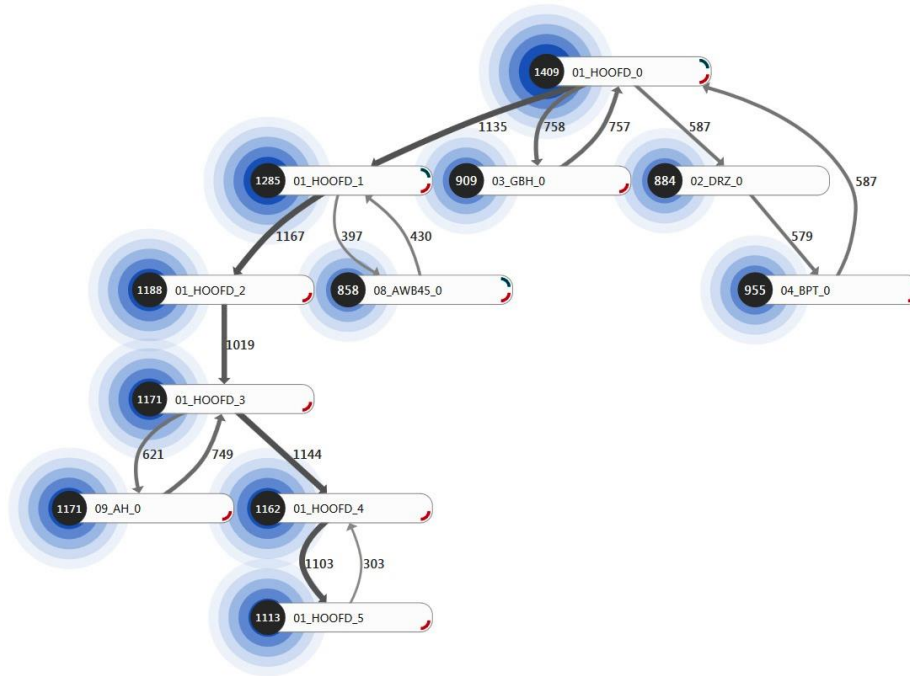 1409 01_HOOFD_0
1135 758 757 587
1285 01_HOOFD_1
909 03_GBH_0
884 02_DRZ_0
587
1167 397 430 579
1188 01_HOOFD_2
858 08_AWB45_0
955 04_BPT_0
1019
1171 01_HOOFD_3
621 749 1144
1171 09_AH_0
1162 01_HOOFD_4
1103 303
1113 01_HOOFD_5